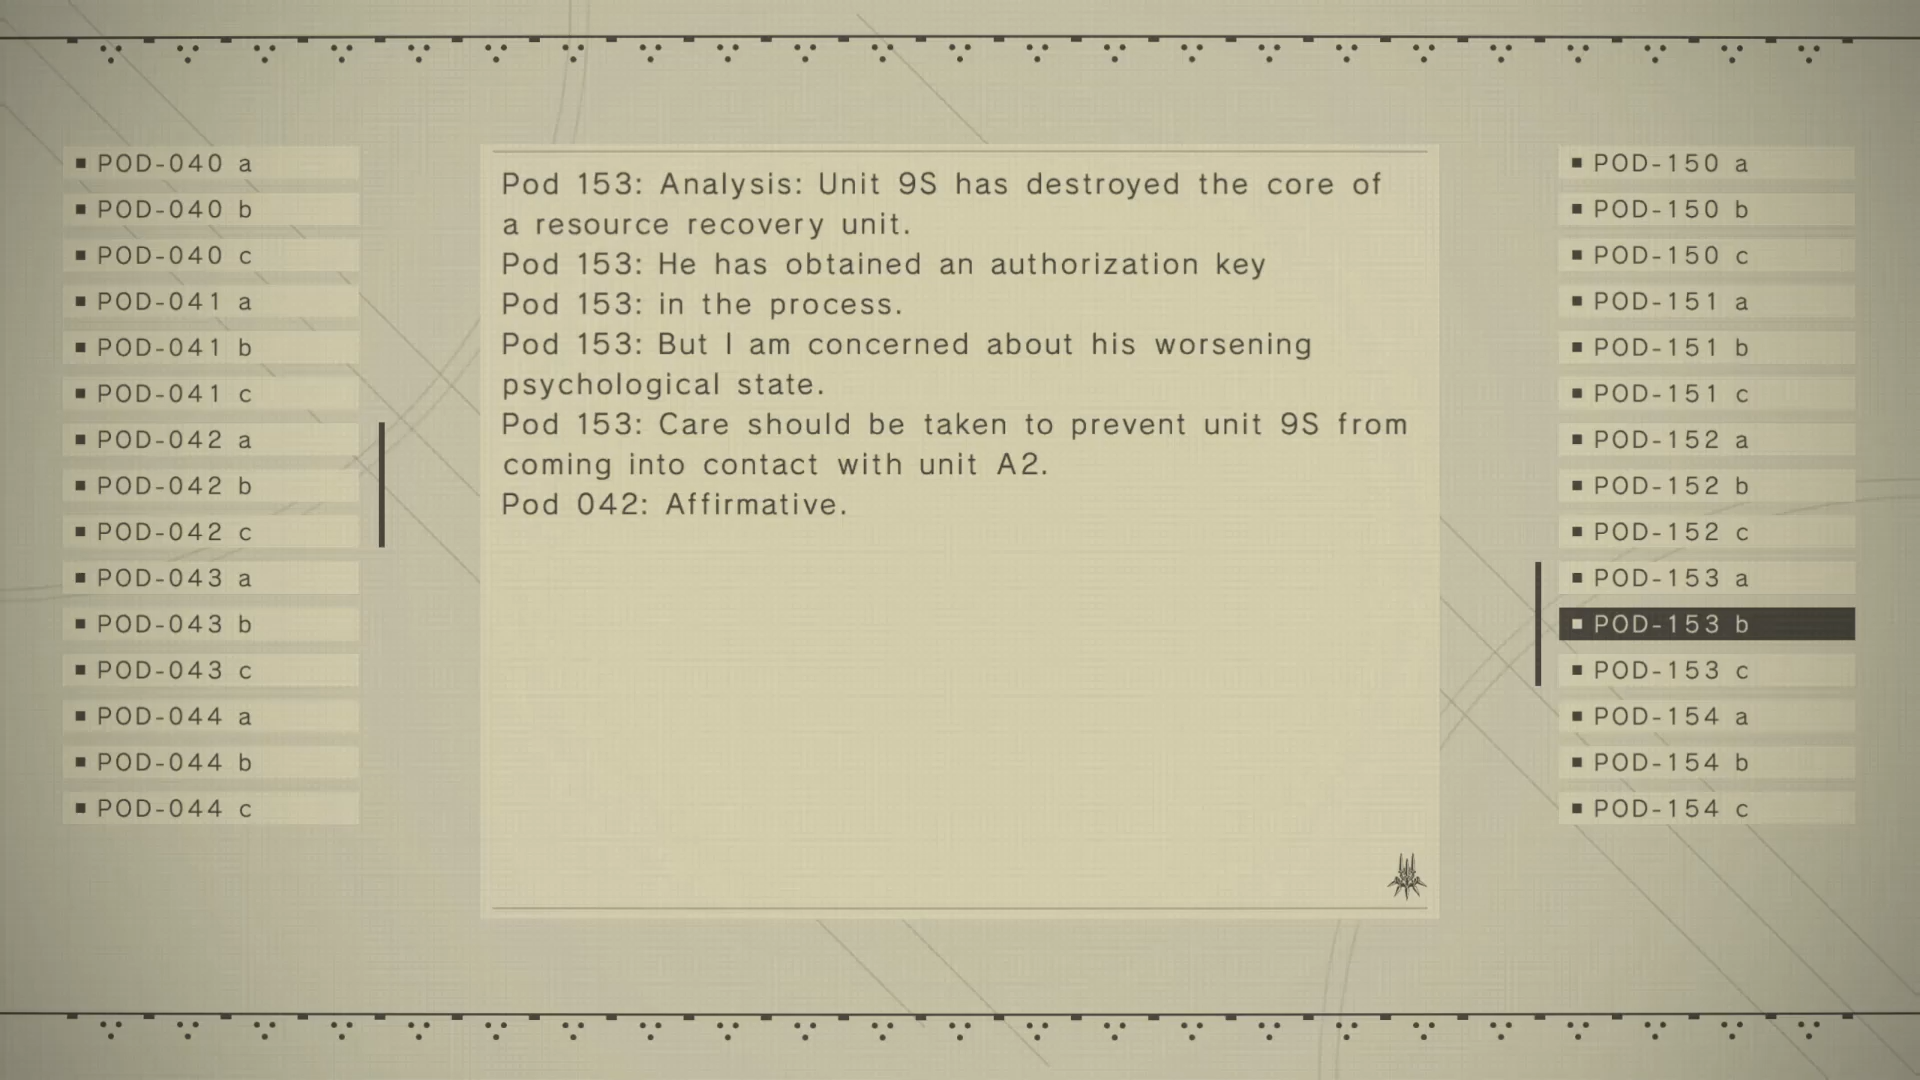 POD-040 a
POD-040 b
POD-040 c
POD-041 a
POD-041 b
POD-041 c
POD-042 a
POD-042 b
POD-042 c
POD-043 a
POD-043 b
POD-043 c
POD-044 a
POD-044 b
POD-044 c
Pod 153: Analysis: Unit 9S has destroyed the core of
a resource recovery unit.
Pod 153: He has obtained an authorization key
Pod 153: in the process.
Pod 153: But I am concerned about his worsening
psychological state.
Pod 153: Care should be taken to prevent unit 9S from
coming into contact with unit A2.
Pod 042: Affirmative.
POD-150 a
POD-150 b
POD-150 c
POD-151 a
POD-151 b
POD-151 c
POD-152 a
POD-152 b
POD-152 c
POD-153 a
POD-153 b
POD-153 c
POD-154 a
POD-154 b
POD-154 c